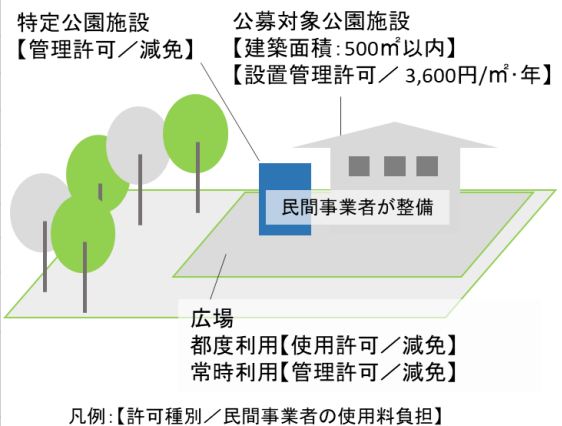 特定公園施設
【管理許可／減免】
公募対象公園施設
【建築面積：500㎡以内】
【設置管理許可／3,600円/㎡･年】
民間事業者が整備
広場
都度利用【使用許可／減免】
常時利用【管理許可／減免】
凡例：【許可種別／民間事業者の使用料負担】